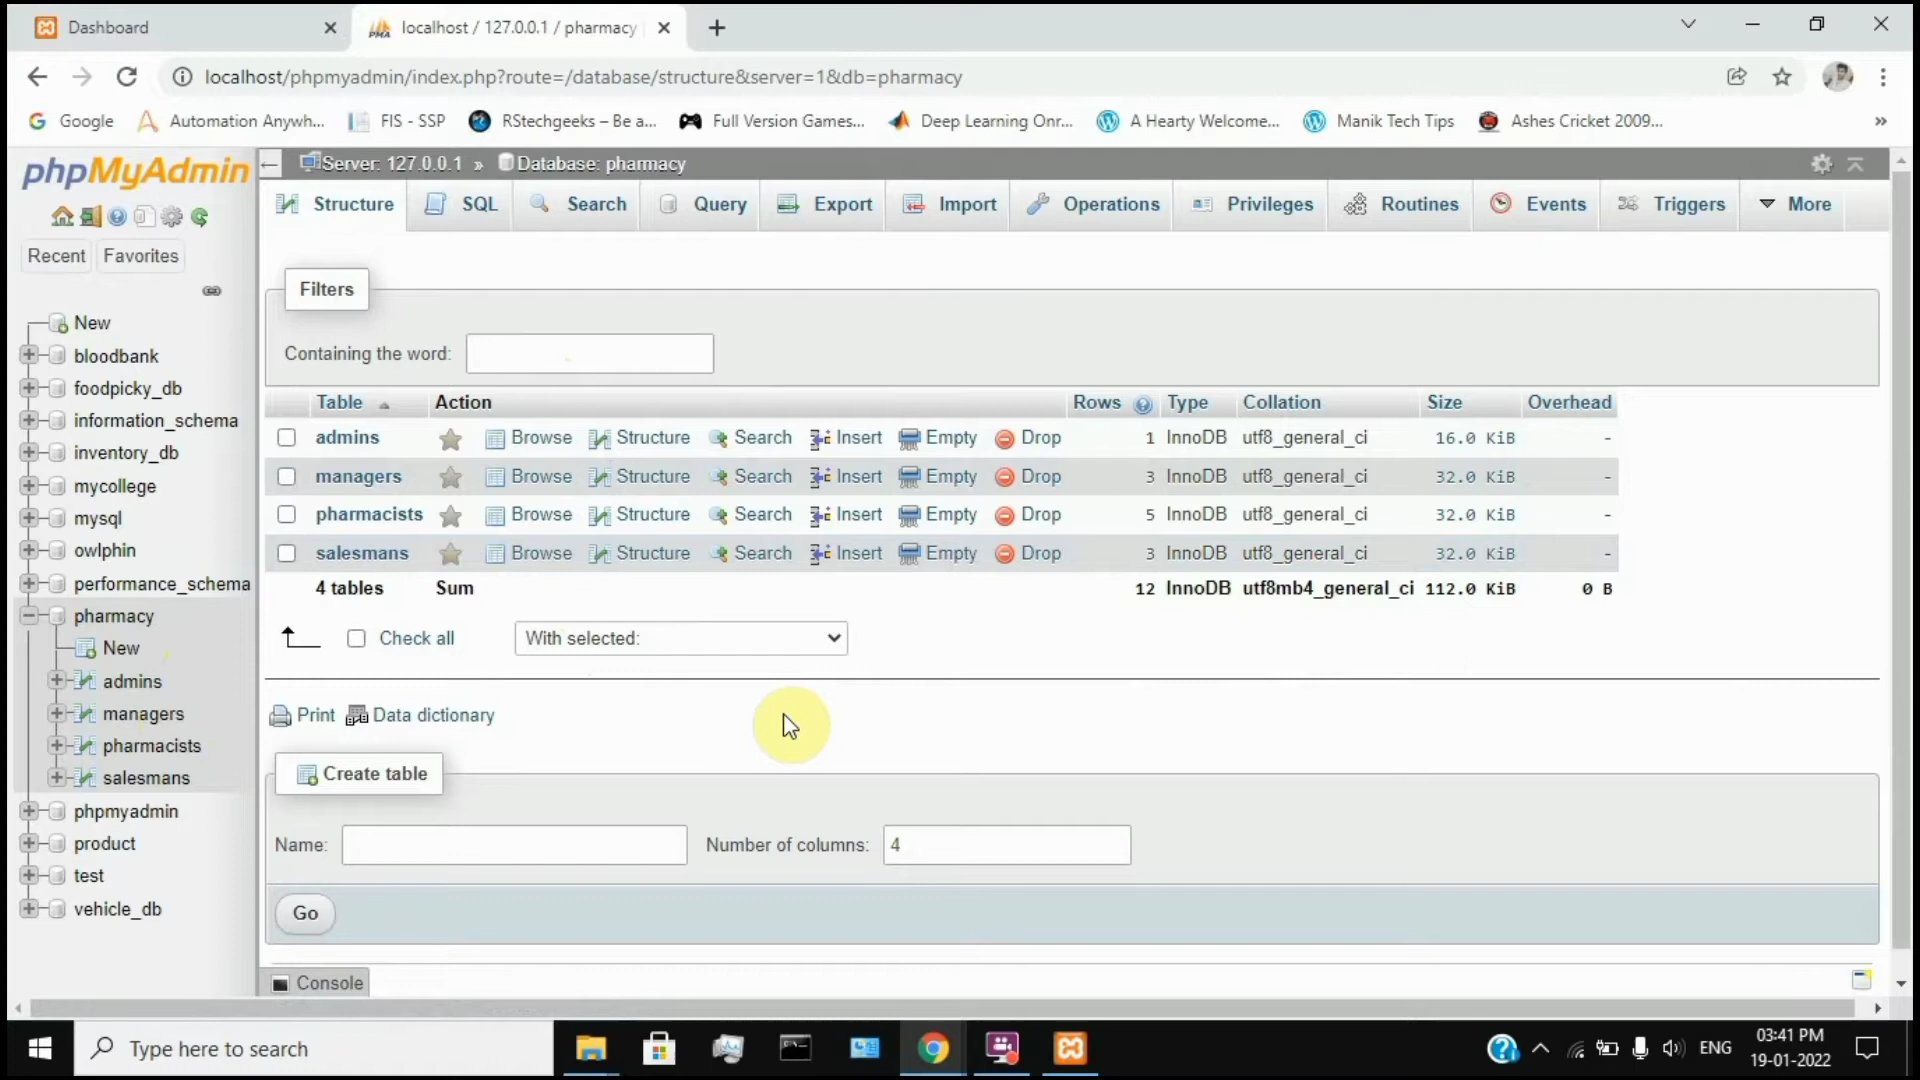 Dashboard
localhost / 127.0.0.1 / pharmacy
localhost/phpmyadmin/index.php?route=/database/structure&server=1&db=pharmacy
Google Automation Anywh... FIS - SSP RStechgeeks – Be a... Full Version Games... Deep Learning Onr... A Hearty Welcome... Manik Tech Tips Ashes Cricket 2009... »
phpMyAdmin
Recent Favorites
New
bloodbank
foodpicky_db
information_schema
inventory_db
mycollege
mysql
owlphin
performance_schema
pharmacy
New
admins
managers
pharmacists
salesmans
phpmyadmin
product
test
vehicle_db
Server: 127.0.0.1 » Database: pharmacy
Structure SQL Search Query Export Import Operations Privileges Routines Events Triggers More
Filters
Containing the word:
Table Action Rows Type Collation Size Overhead
admins Browse Structure Search Insert Empty Drop 1 InnoDB utf8_general_ci 16.0 KiB -
managers Browse Structure Search Insert Empty Drop 3 InnoDB utf8_general_ci 32.0 KiB -
pharmacists Browse Structure Search Insert Empty Drop 5 InnoDB utf8_general_ci 32.0 KiB -
salesmans Browse Structure Search Insert Empty Drop 3 InnoDB utf8_general_ci 32.0 KiB -
4 tables Sum 12 InnoDB utf8mb4_general_ci 112.0 KiB 0 B
Check all With selected:
Print Data dictionary
Create table
Name: Number of columns: 4
Go
Console
Type here to search
ENG
03:41 PM
19-01-2022